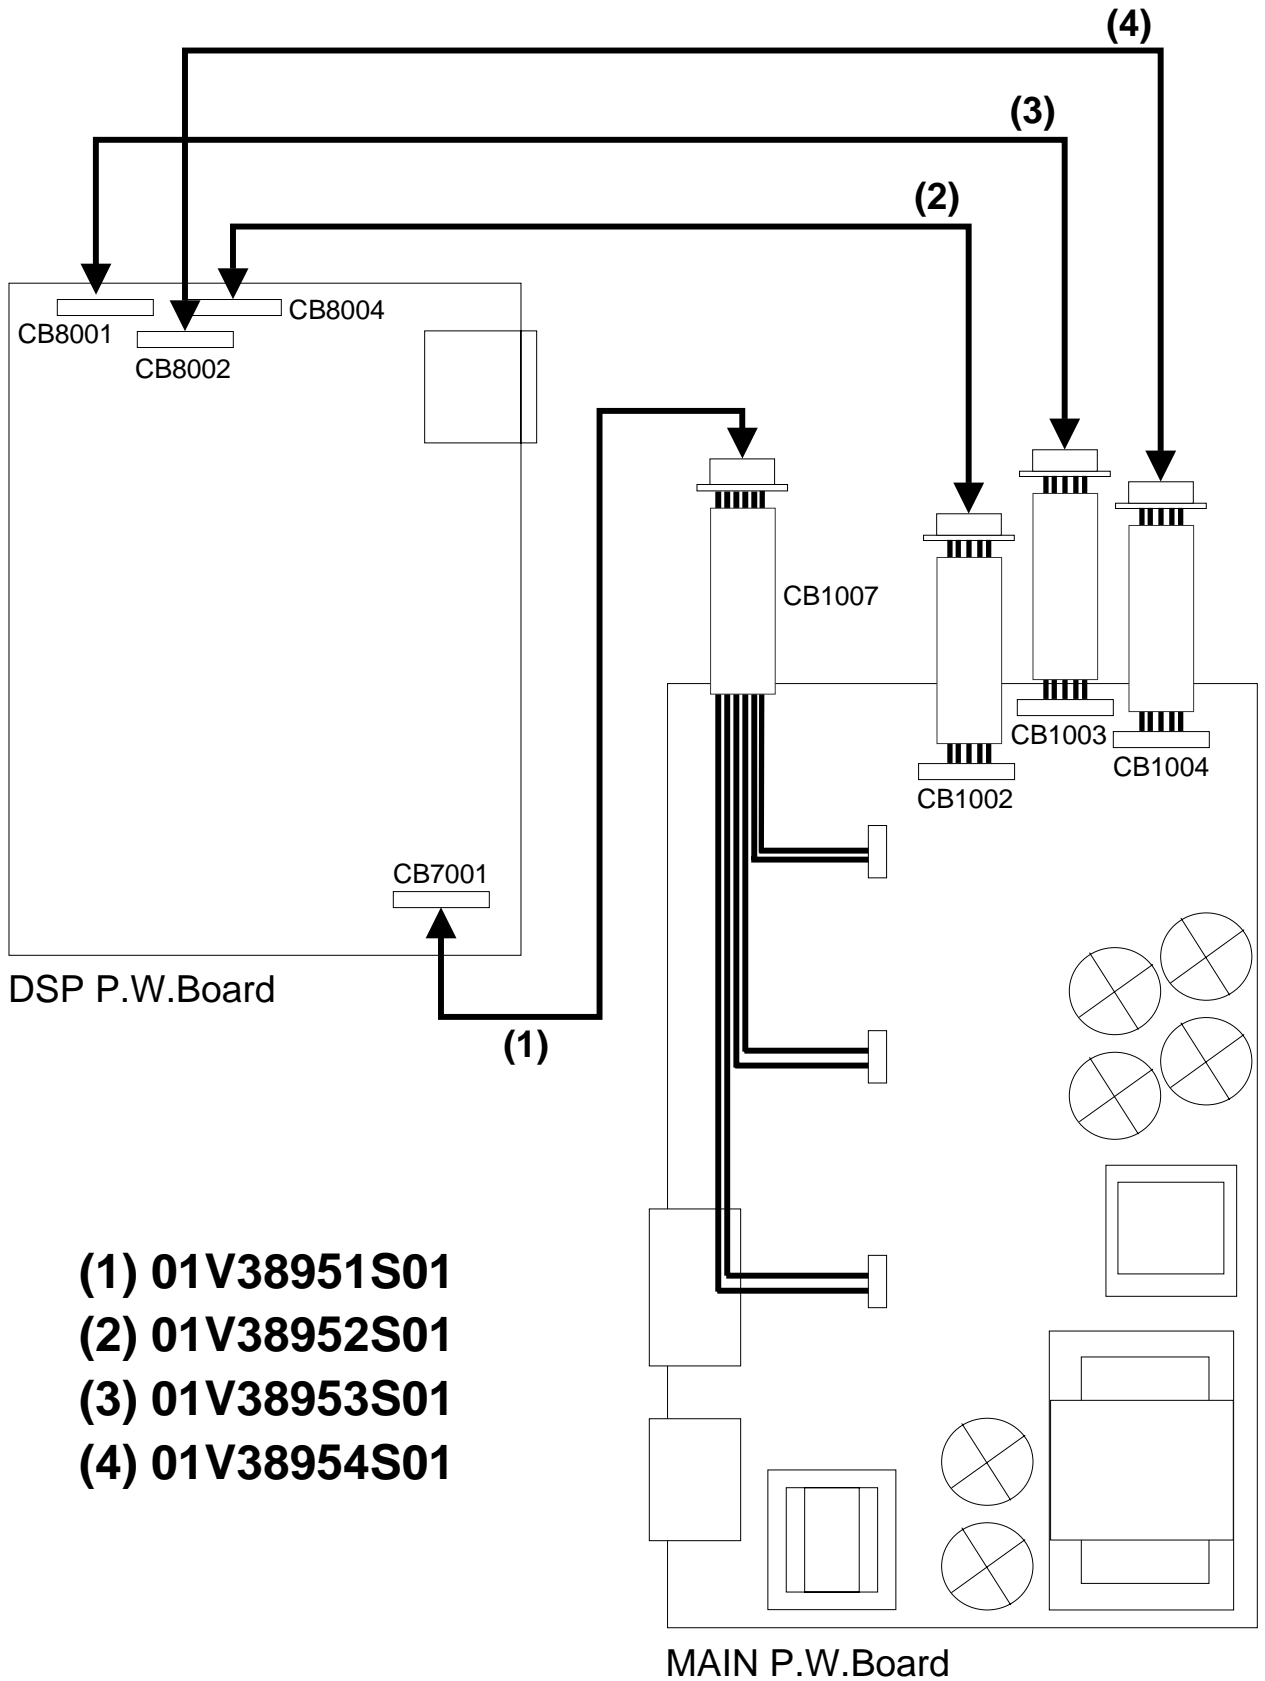 (4)
(3)
(2)
CB8004
CB8001
CB8002
CB1007
CB1003
CB1004
CB1002
CB7001
DSP P.W.Board
(1)
(1) 01V38951S01
(2) 01V38952S01
(3) 01V38953S01
(4) 01V38954S01
MAIN P.W.Board